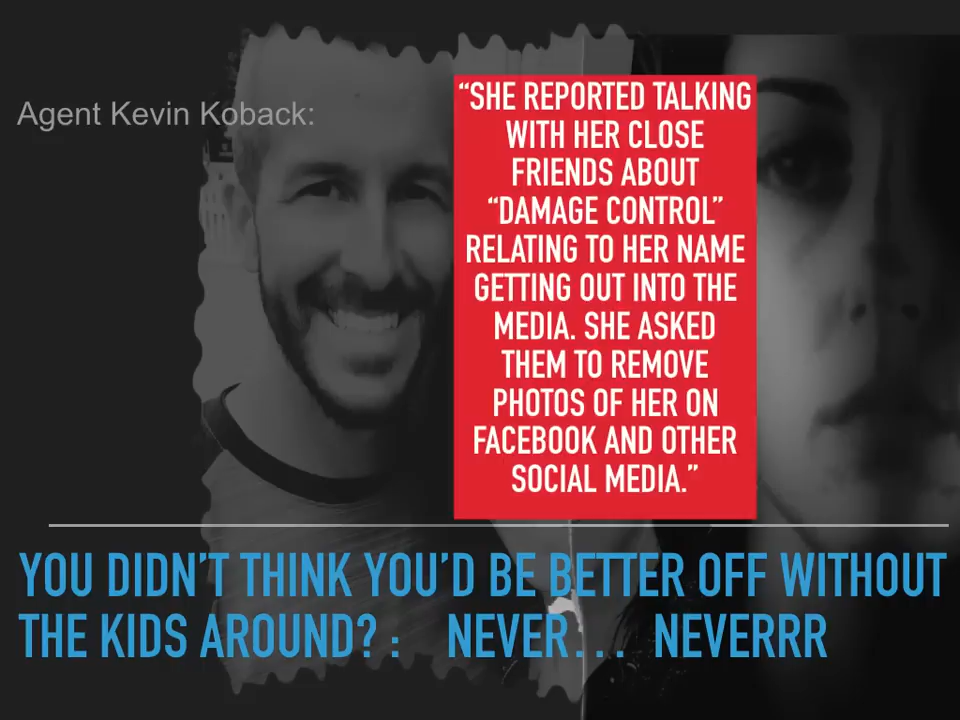 Agent Kevin Koback:
“SHE REPORTED TALKING
WITH HER CLOSE
FRIENDS ABOUT
“DAMAGE CONTROL”
RELATING TO HER NAME
GETTING OUT INTO THE
MEDIA. SHE ASKED
THEM TO REMOVE
PHOTOS OF HER ON
FACEBOOK AND OTHER
SOCIAL MEDIA.”
YOU DIDN’T THINK YOU’D BE BETTER OFF WITHOUT
THE KIDS AROUND? : NEVER... NEVERRR